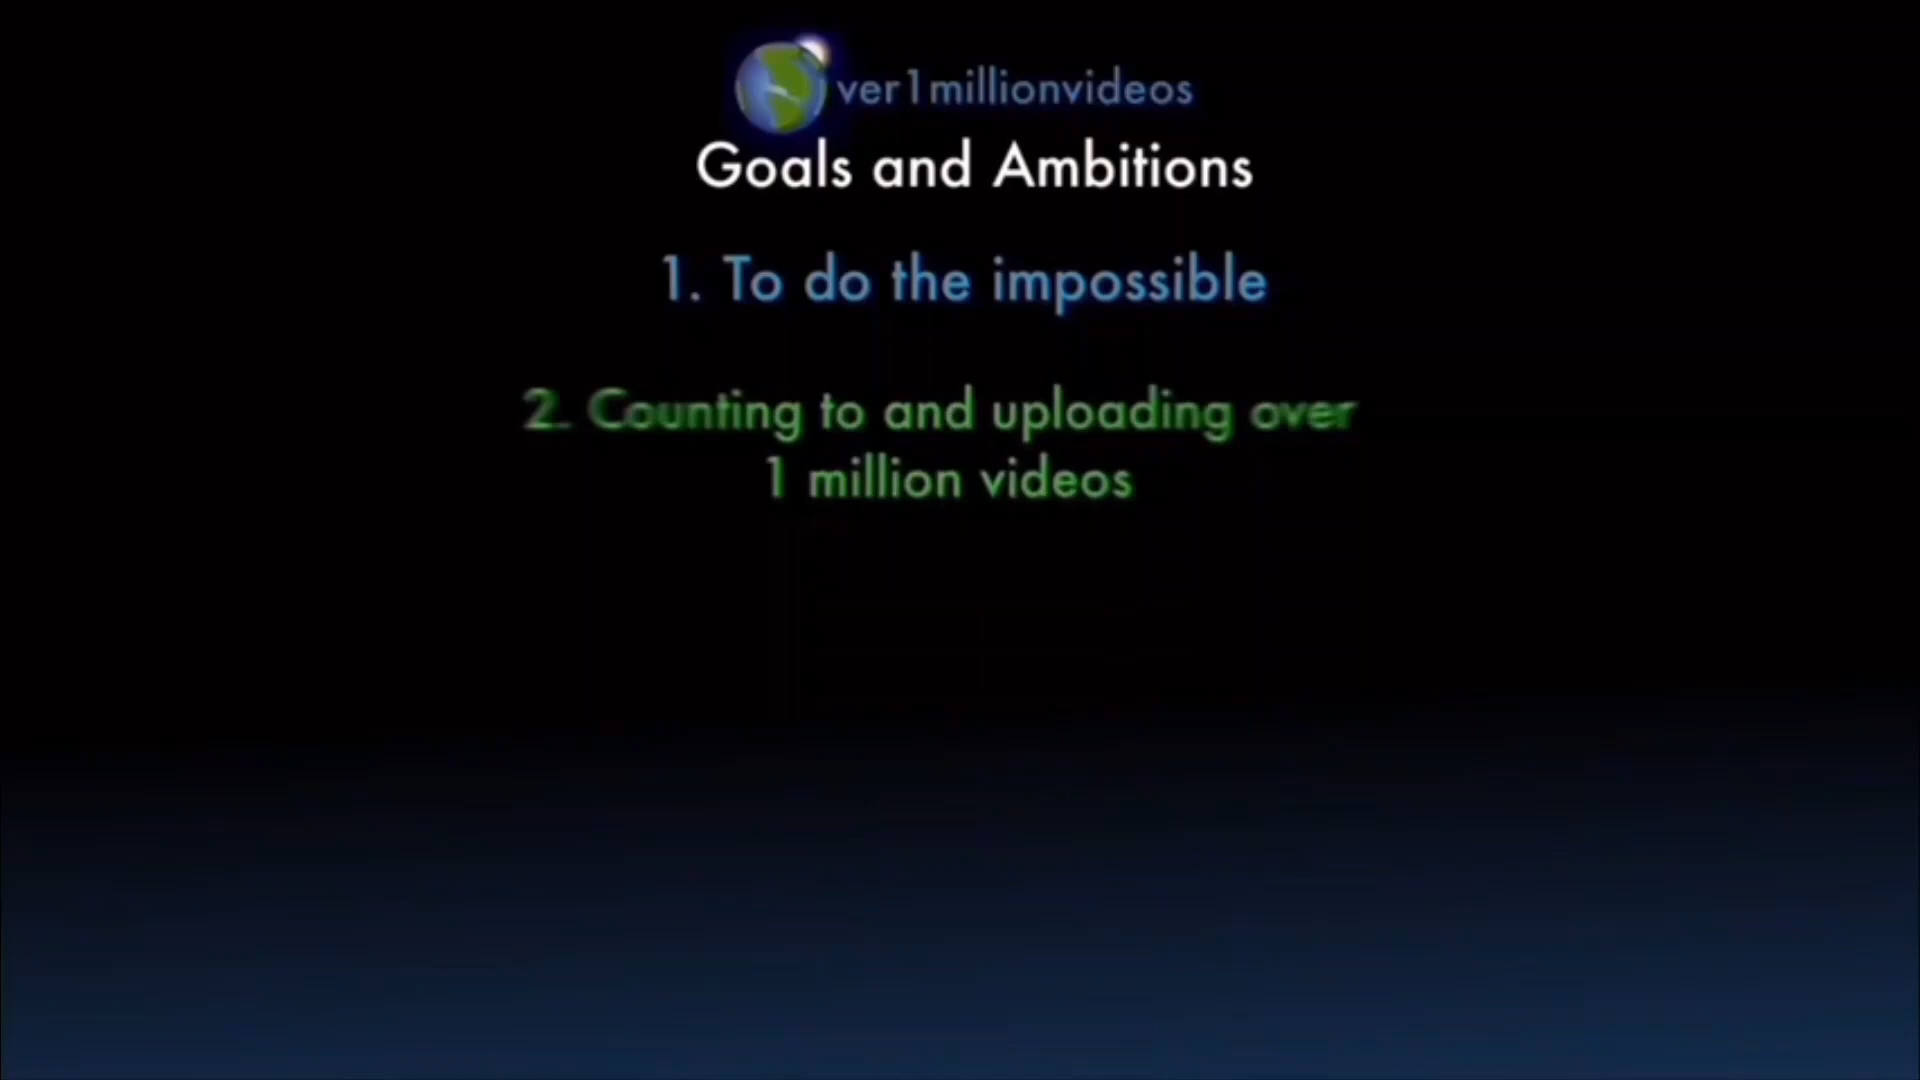 ver1millionvideos
Goals and Ambitions
1. To do the impossible
2. Counting to and uploading over
1 million videos